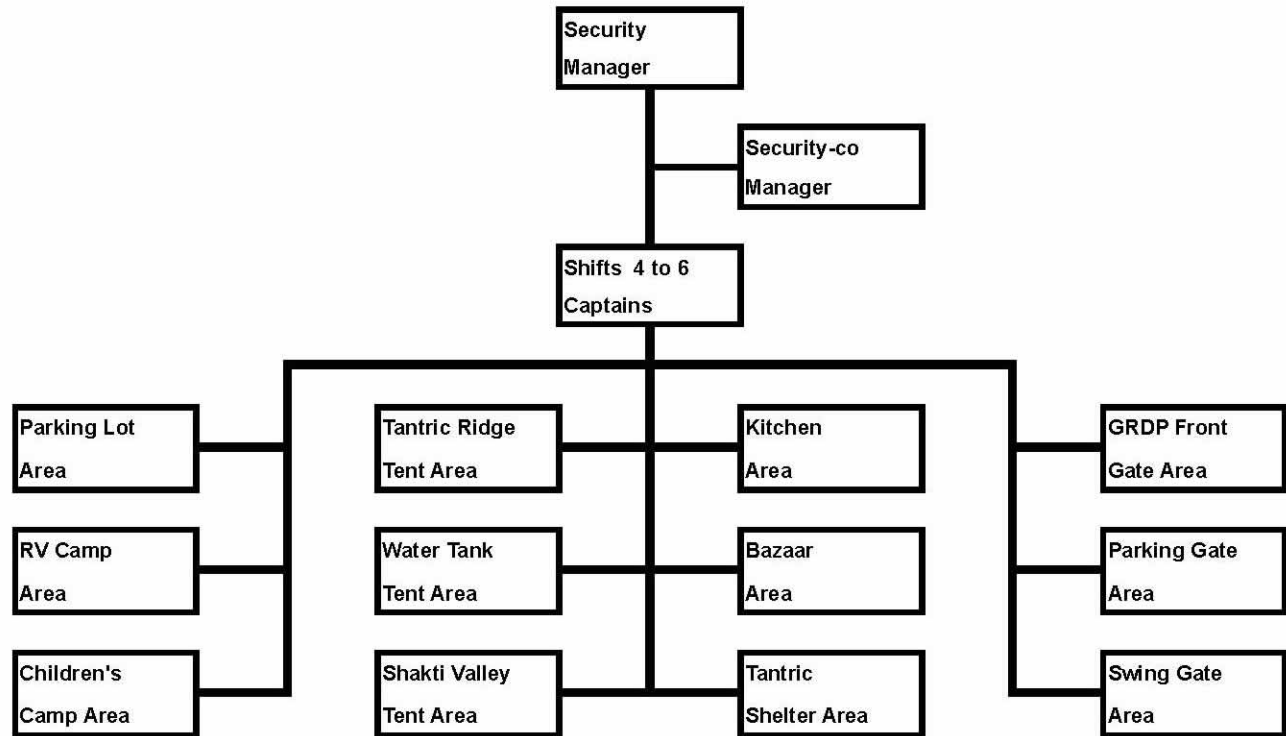 Security
Manager
Security-co
Manager
Shifts 4 to 6
Captains
Parking Lot
Area
Tantric Ridge
Tent Area
Kitchen
Area
GRDP Front
Gate Area
RV Camp
Area
Water Tank
Tent Area
Bazaar
Area
Parking Gate
Area
Children's
Camp Area
Shakti Valley
Tent Area
Tantric
Shelter Area
Swing Gate
Area